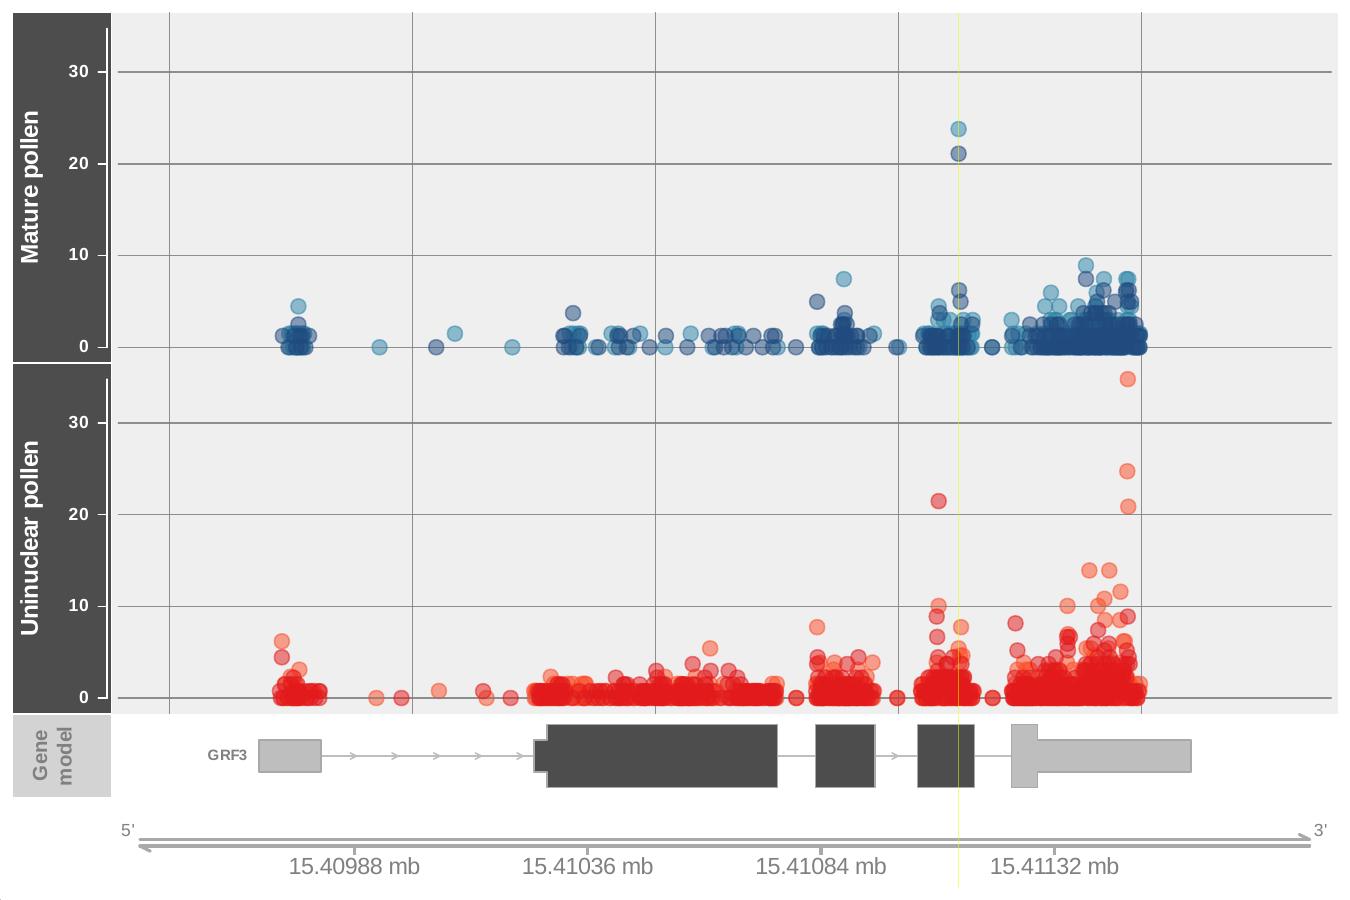 Mature pollen
30
20
10
0
Uninuclear pollen
30
20
10
0
Gene
model
GRF3
5'
3'
15.40988 mb
15.41036 mb
15.41084 mb
15.41132 mb